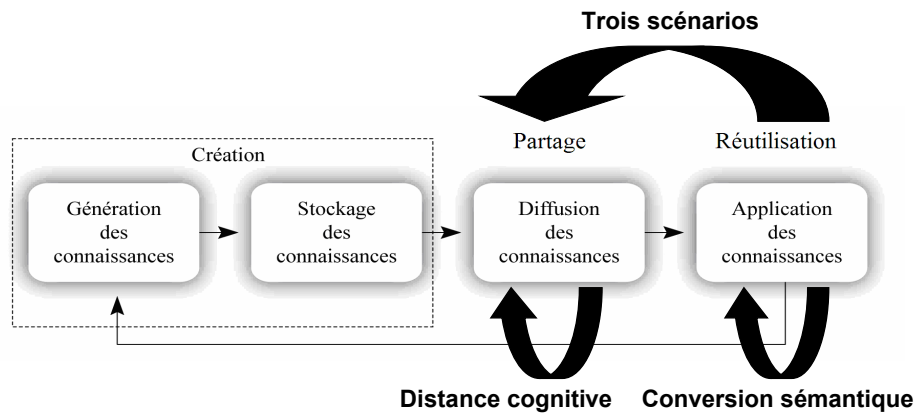 Trois scénarios
Partage
Réutilisation
Création
Génération
des
connaissances
Stockage
des
connaissances
Diffusion
des
connaissances
Application
des
connaissances
Distance cognitive
Conversion sémantique